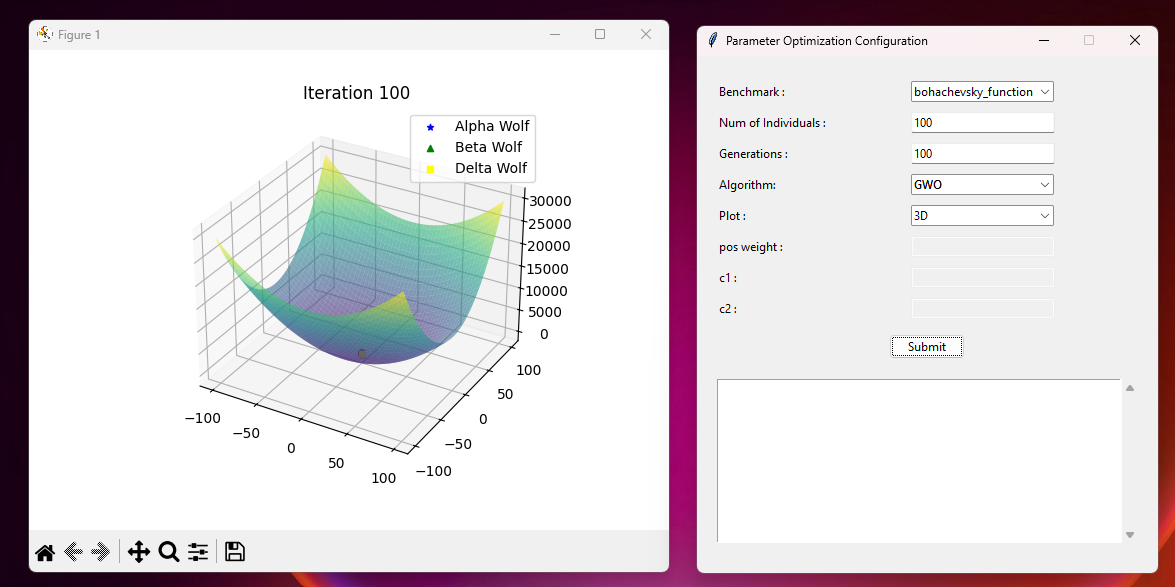 Figure 1
Iteration 100
Alpha Wolf
Beta Wolf
Delta Wolf
30000
25000
20000
15000
10000
5000
0
100
50
0
−50
−100
−100
−50
0
50
100
Parameter Optimization Configuration
Benchmark : bohachevsky_function
Num of Individuals : 100
Generations : 100
Algorithm: GWO
Plot : 3D
pos weight :
c1 :
c2 :
Submit